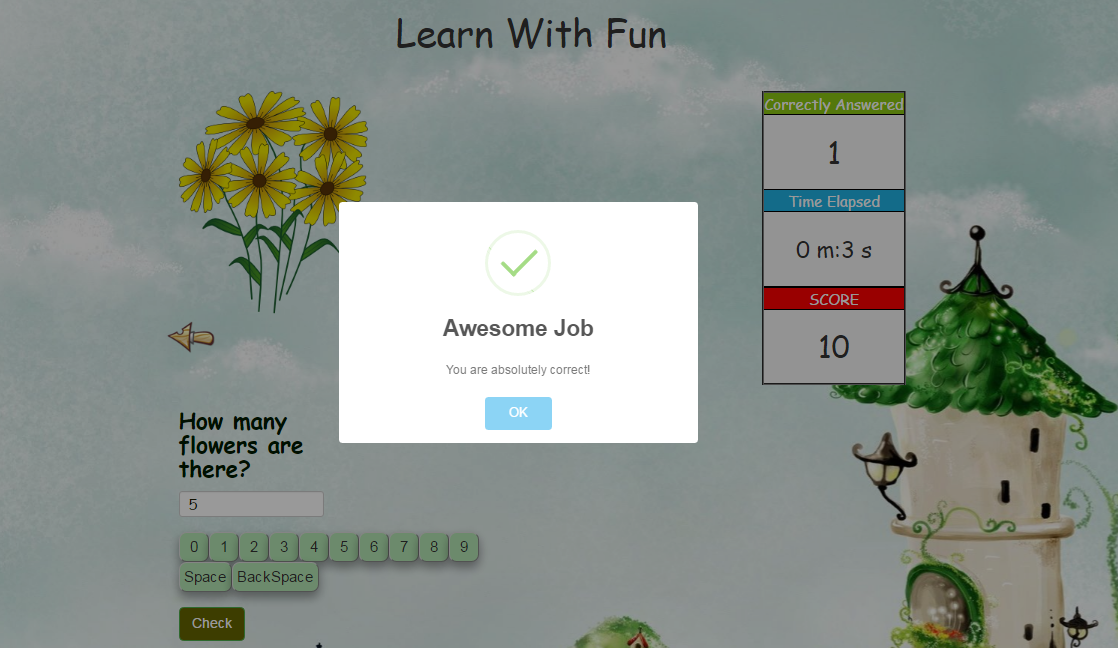 Learn With Fun
Correctly Answered
1
Time Elapsed
0 m:3 s
SCORE
10
Awesome Job
You are absolutely correct!
OK
How many
flowers are
there?
5
0 1 2 3 4 5 6 7 8 9
Space BackSpace
Check